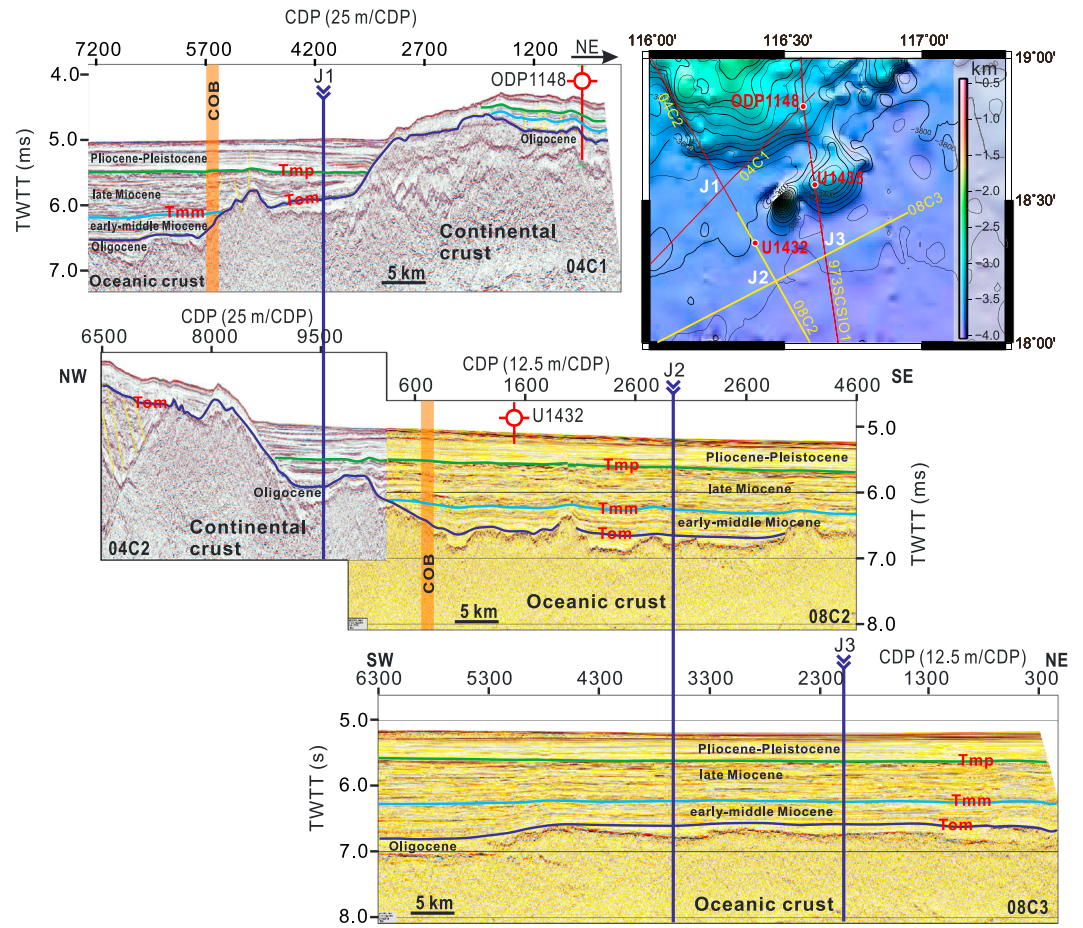 CDP (25 m/CDP)
7200 5700 4200 2700 1200 NE
J1
ODP1148
COB
4.0
5.0
6.0
7.0
TWTT (ms)
Oligocene
Pliocene-Pleistocene
Tmp
late Miocene
Tom
Tmm
early-middle Miocene
Oligocene
Continental
crust
Oceanic crust
5 km
04C1
116°00' 116°30' 117°00'
19°00'
18°30'
18°00'
km
-0.5
-1.0
-1.5
-2.0
-2.5
-3.0
-3.5
-4.0
04C2
ODP1148
04C1
-3800
-3800
J1
U1435
08C3
U1432
J3
J2
08C2
973SCSIO1
CDP (25 m/CDP)
6500 8000 9500
CDP (12.5 m/CDP)
J2
600 1600 2600 2600 4600
NW
SE
U1432
Tom
5.0
6.0
7.0
8.0
TWTT (ms)
Tmp
Pliocene-Pleistocene
late Miocene
Oligocene
Tmm
early-middle Miocene
Tom
Continental
crust
04C2
COB
Oceanic crust
5 km
08C2
SW
J3
CDP (12.5 m/CDP)
NE
6300 5300 4300 3300 2300 1300 300
5.0
6.0
7.0
8.0
TWTT (s)
Pliocene-Pleistocene
Tmp
late Miocene
Tmm
early-middle Miocene
Tom
Oligocene
5 km
Oceanic crust
08C3